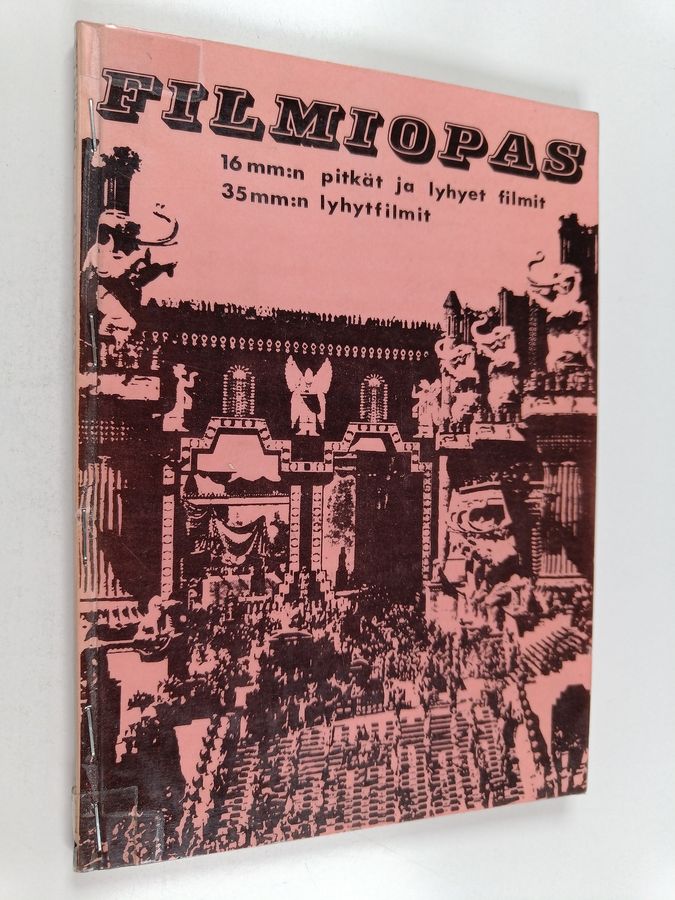 FILMIOPAS
16 mm:n pitkät ja lyhyet filmit
35 mm:n lyhytfilmit